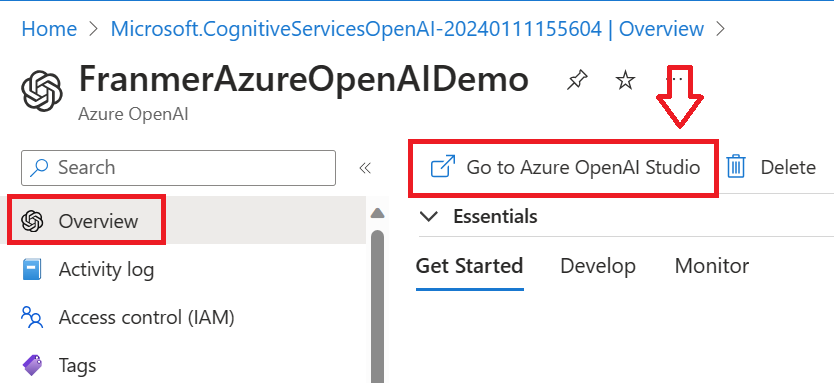 Home > Microsoft.CognitiveServicesOpenAI-20240111155604 | Overview >
FranmerAzureOpenAIDemo
Azure OpenAI
Search
Go to Azure OpenAI Studio
Delete
Overview
Essentials
Activity log
Get Started
Develop
Monitor
Access control (IAM)
Tags